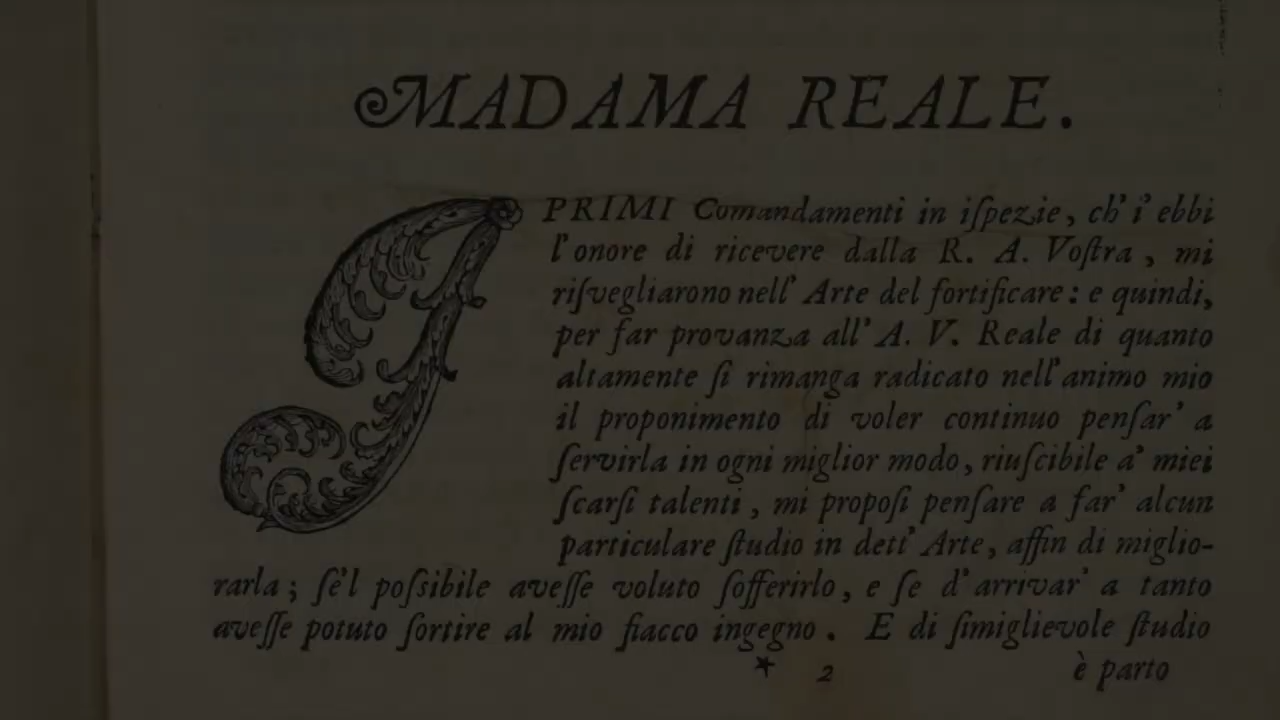 MADAMA REALE.
I PRIMI Comandamenti in iſpezie, ch' i' ebbi
l'onore di ricevere dalla R. A. Voſtra, mi
riſvegliarono nell' Arte del fortificare: e quindi,
per far provanza all' A. V. Reale di quanto
altamente ſi rimanga radicato nell'animo mio
il proponimento di voler continuo penſar' a
ſervirla in ogni miglior modo, riuſcibile a' miei
ſcarſi talenti, mi propoſi penſare a far' alcun
particulare ſtudio in dett' Arte, affin di miglio-
rarla; ſe'l poſsibile aveſſe voluto ſofferirlo, e ſe d'arrivar' a tanto
aveſſe potuto ſortire al mio fiacco ingegno. E di ſimiglievole ſtudio
★ 2 è parto